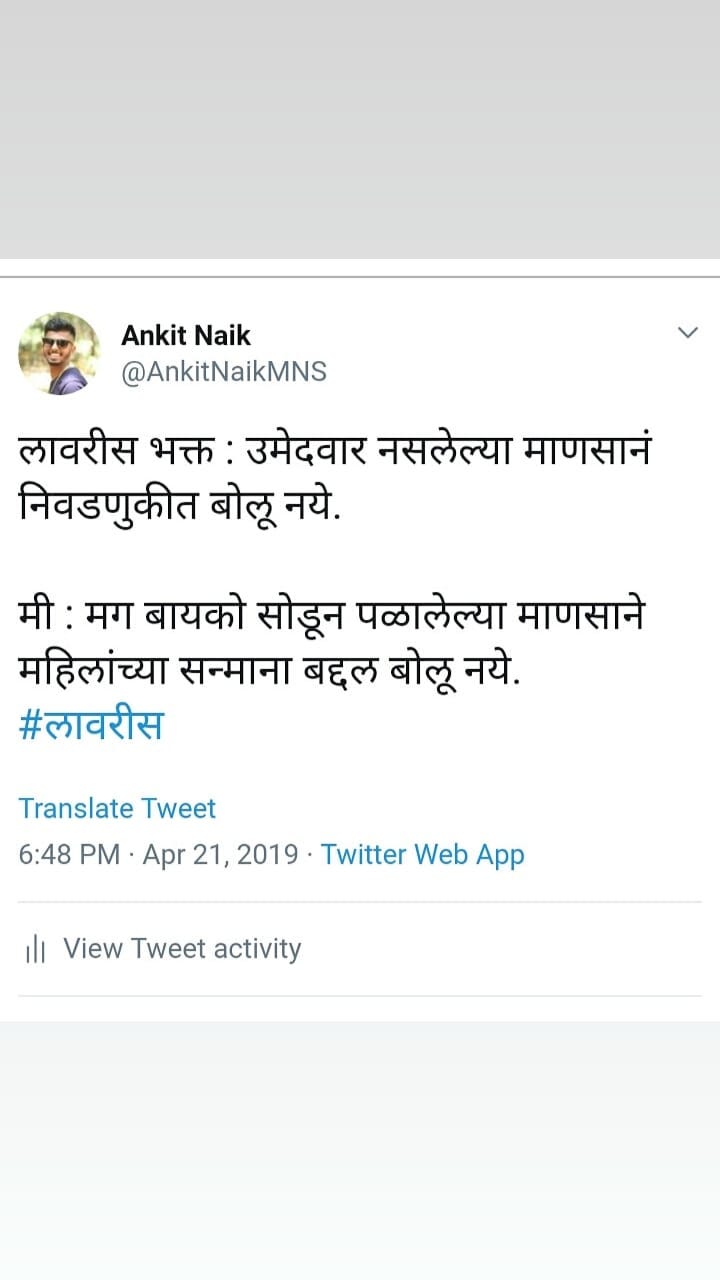 Ankit Naik
@AnkitNaikMNS
लावरीस भक्त : उमेदवार नसलेल्या माणसानं
निवडणुकीत बोलू नये.
मी : मग बायको सोडून पळालेल्या माणसाने
महिलांच्या सन्माना बद्दल बोलू नये.
#लावरीस
Translate Tweet
6:48 PM · Apr 21, 2019 · Twitter Web App
View Tweet activity